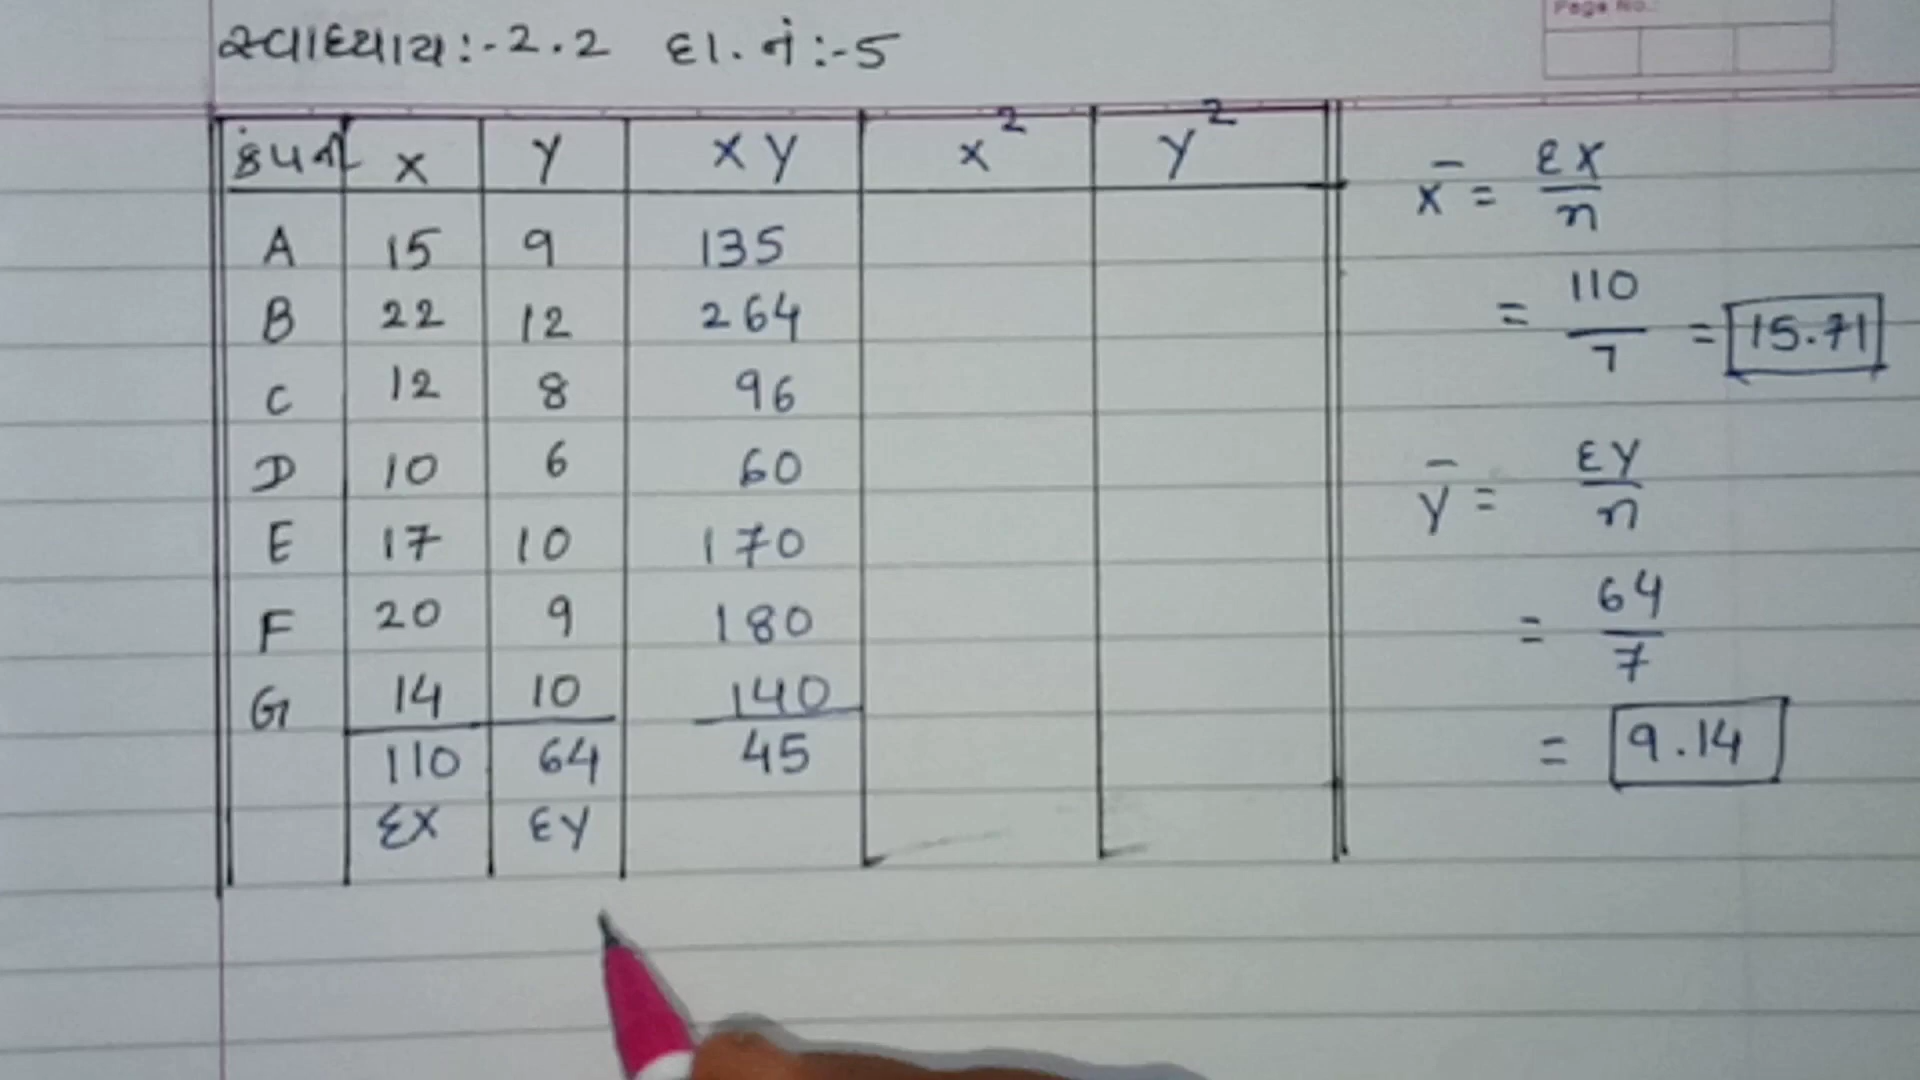 Page No.:
સ્વાધ્યાય:-2.2 દા. નં:-5
કંપની X Y XY X² Y²
A 15 9 135
B 22 12 264
C 12 8 96
D 10 6 60
E 17 10 170
F 20 9 180
G 14 10 140
110 64 45
ΣX ΣY
x̄ = ΣX/n
= 110/7 = 15.71
ȳ = ΣY/n
= 64/7
= 9.14